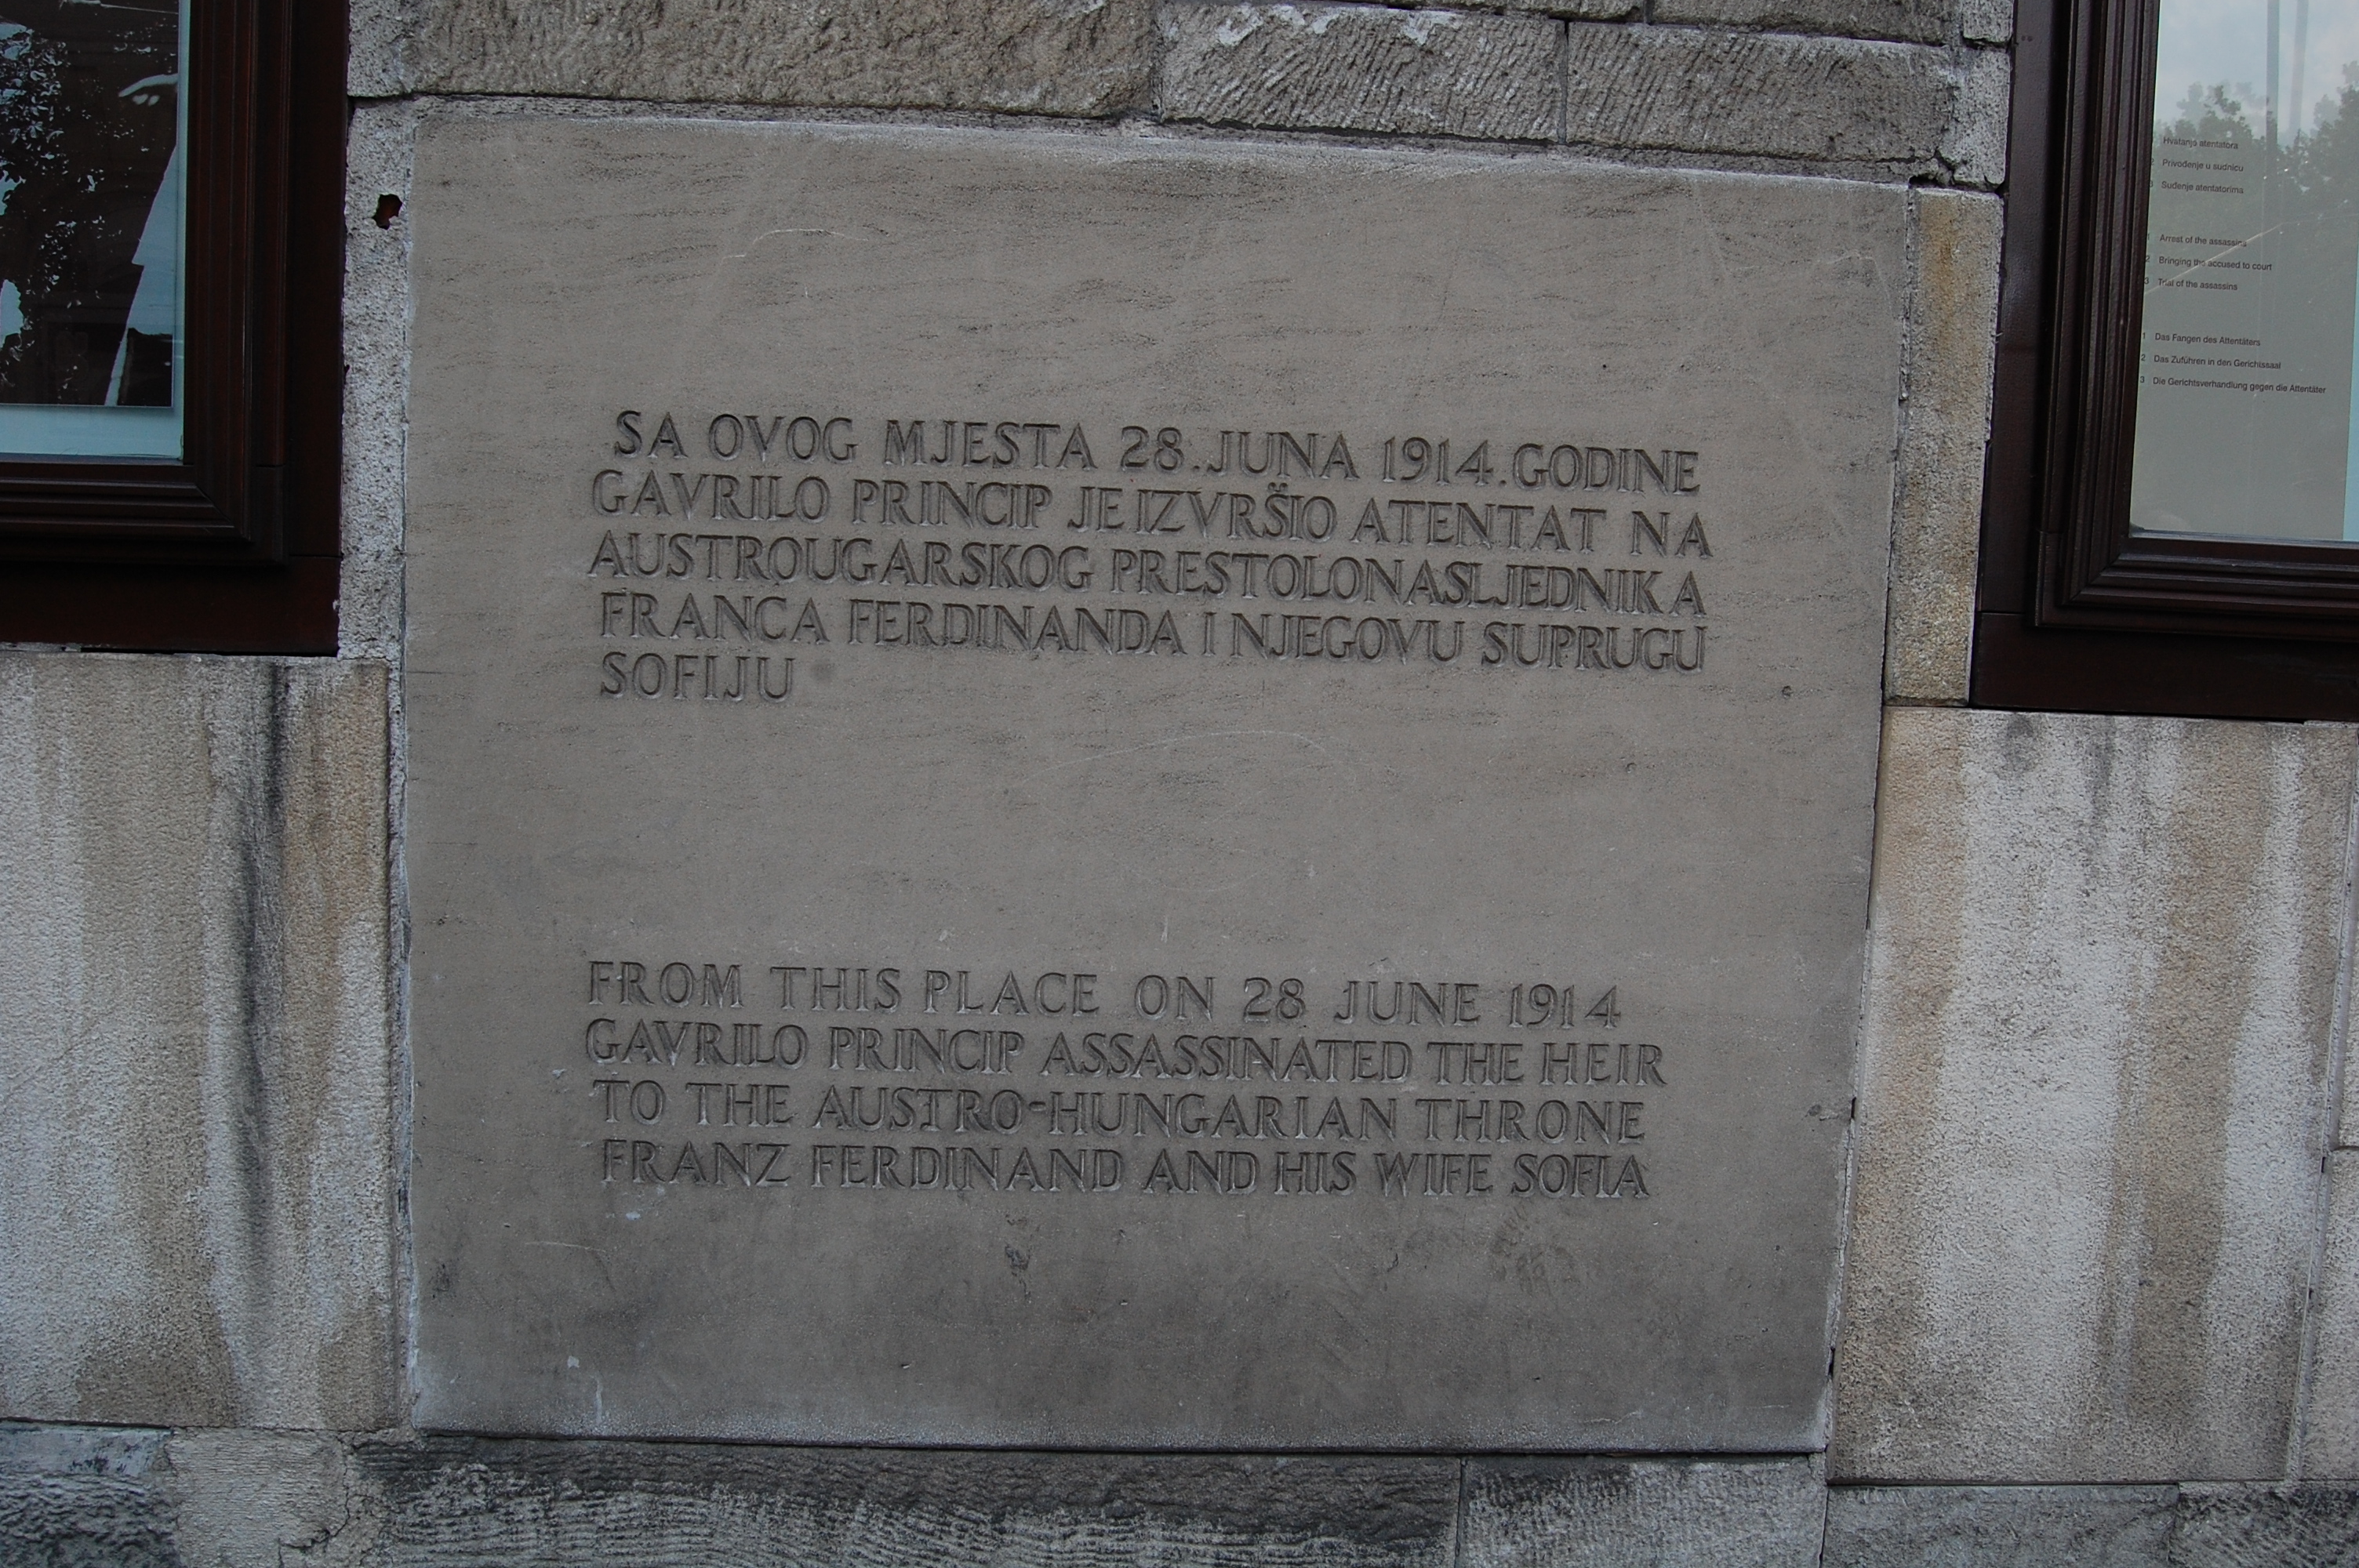 SA OVOG MJESTA 28. JUNA 1914. GODINE
GAVRILO PRINCIP JE IZVRŠIO ATENTAT NA
AUSTROUGARSKOG PRESTOLONASLJEDNIKA
FRANCA FERDINANDA I NJEGOVU SUPRUGU
SOFIJU
FROM THIS PLACE ON 28 JUNE 1914
GAVRILO PRINCIP ASSASSINATED THE HEIR
TO THE AUSTRO-HUNGARIAN THRONE
FRANZ FERDINAND AND HIS WIFE SOFIA
Hvatanje atentatora
2 Privođenje u sudnicu
3 Suđenje atentatorima
1 Arrest of the assassins
2 Bringing the accused to court
3 Trial of the assassins
1 Das Fangen des Attentäters
2 Das Zuführen in den Gerichtssaal
3 Die Gerichtsverhandlung gegen die Attentäter